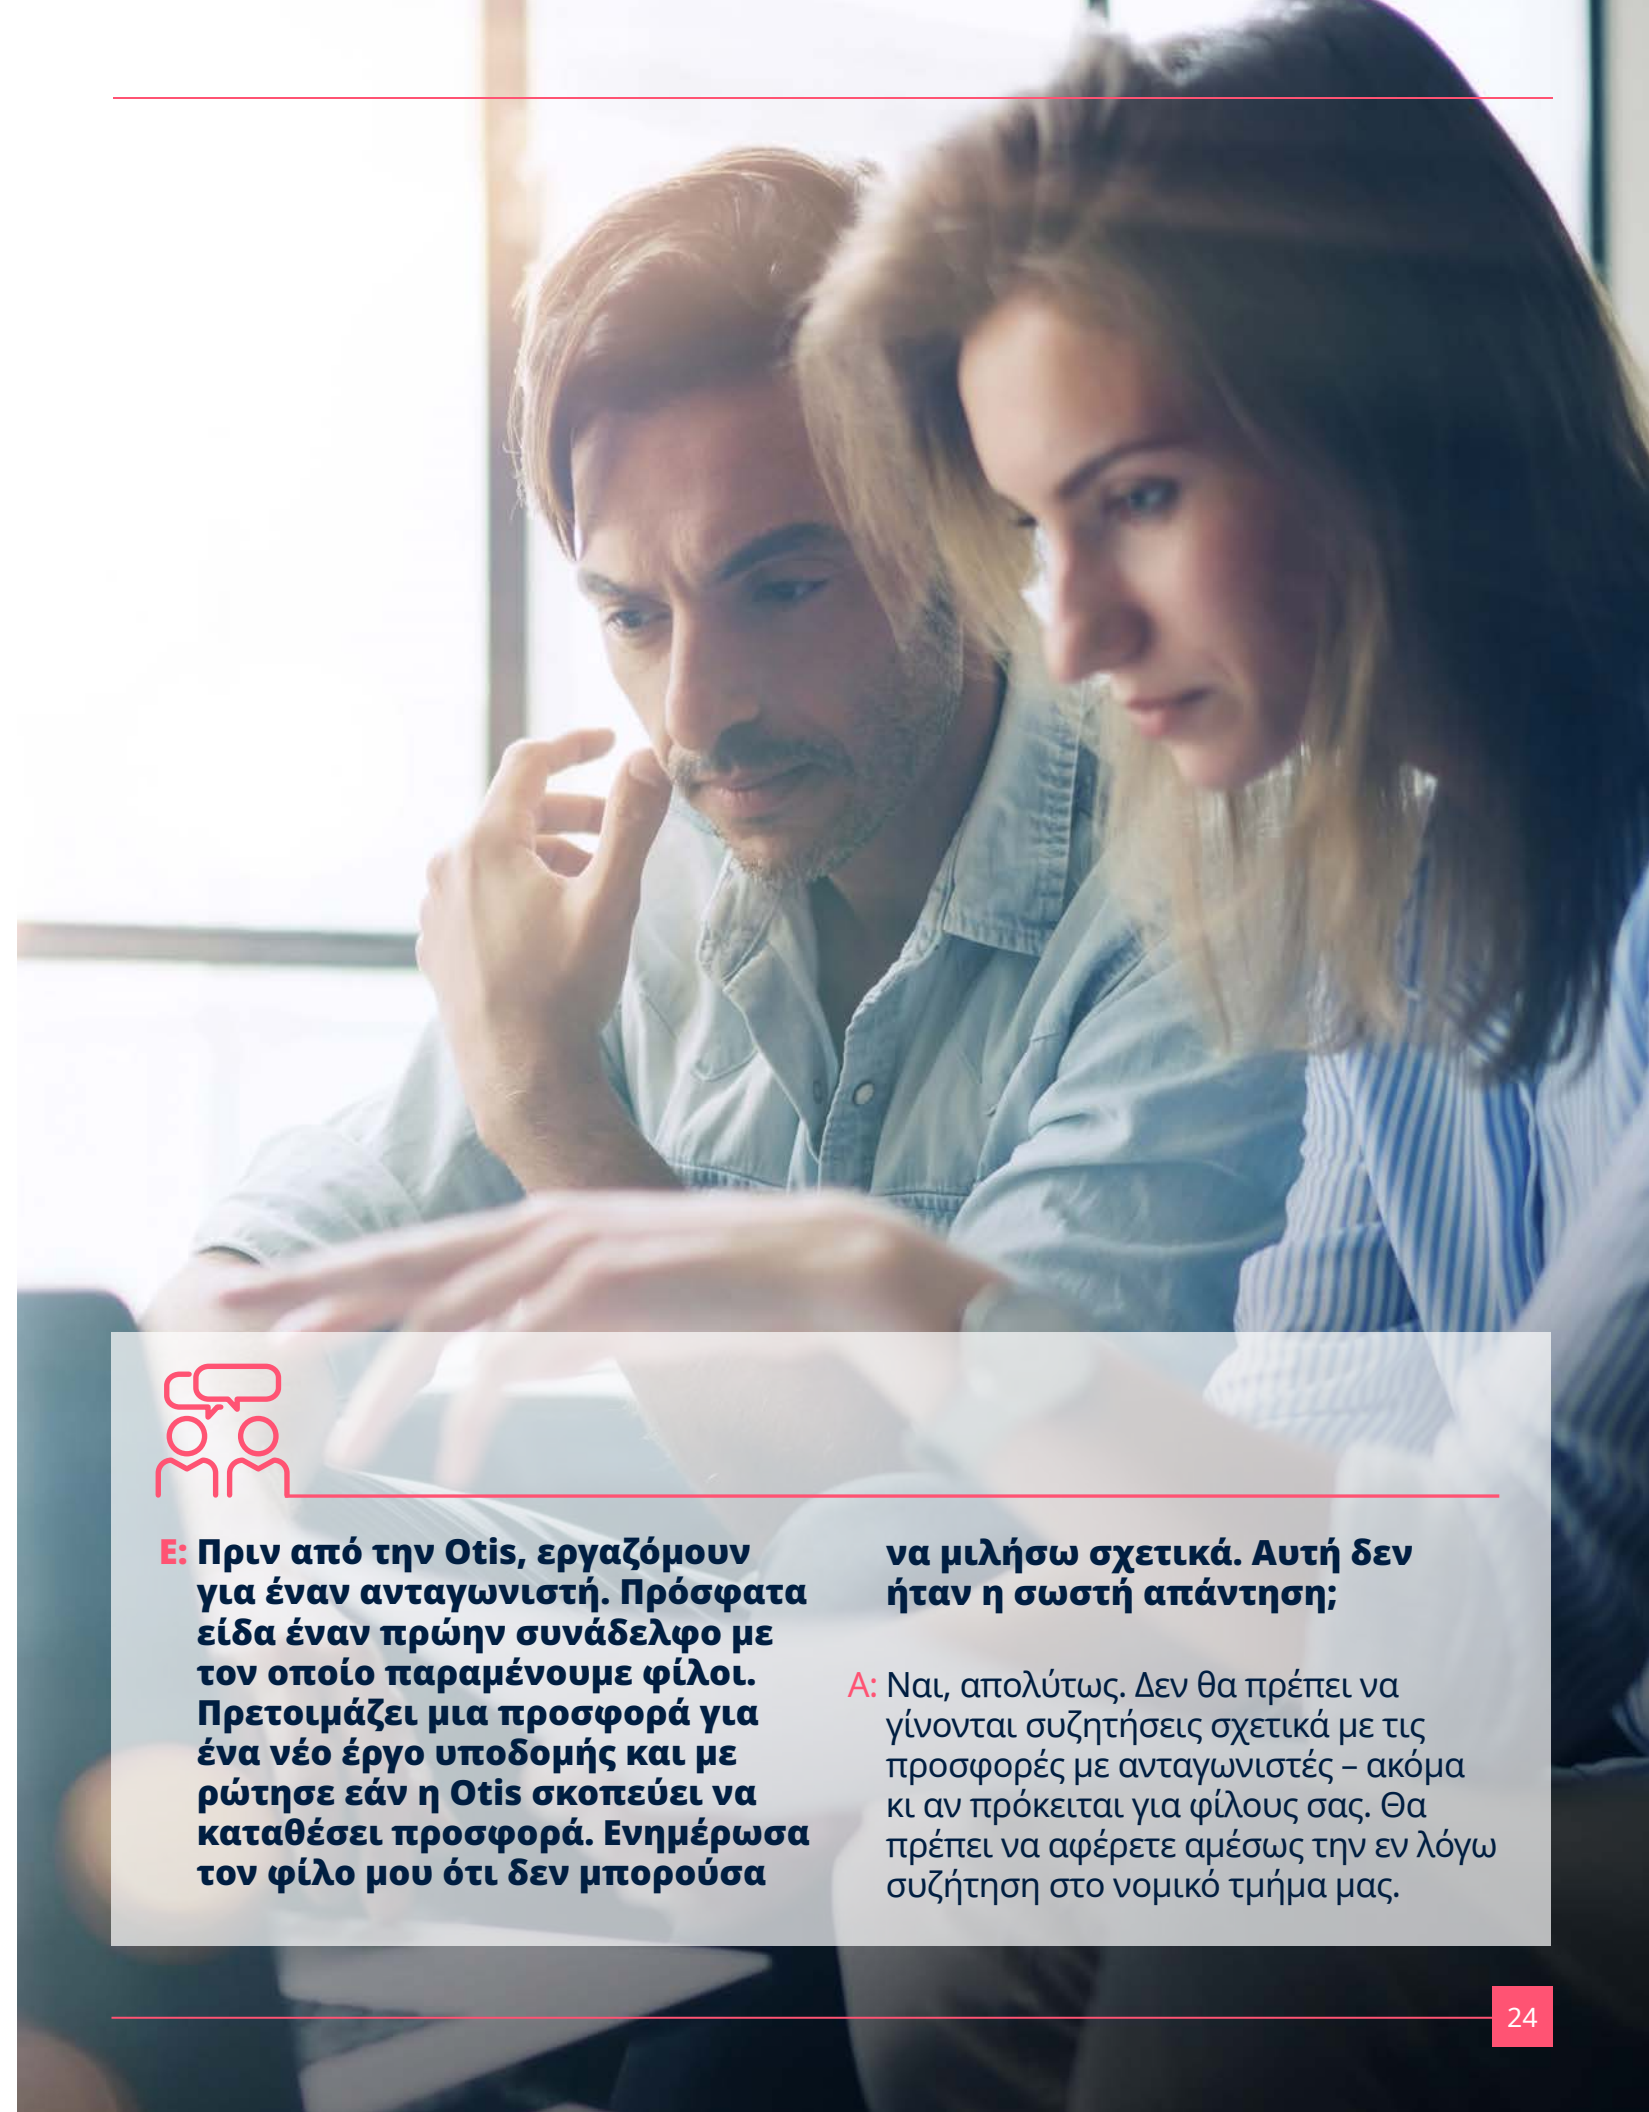 E: Πριν από την Otis, εργαζόμουν
για έναν ανταγωνιστή. Πρόσφατα
είδα έναν πρώην συνάδελφο με
τον οποίο παραμένουμε φίλοι.
Πρετοιμάζει μια προσφορά για
ένα νέο έργο υποδομής και με
ρώτησε εάν η Otis σκοπεύει να
καταθέσει προσφορά. Ενημέρωσα
τον φίλο μου ότι δεν μπορούσα
να μιλήσω σχετικά. Αυτή δεν
ήταν η σωστή απάντηση;
Α: Ναι, απολύτως. Δεν θα πρέπει να
γίνονται συζητήσεις σχετικά με τις
προσφορές με ανταγωνιστές – ακόμα
κι αν πρόκειται για φίλους σας. Θα
πρέπει να αφέρετε αμέσως την εν λόγω
συζήτηση στο νομικό τμήμα μας.
24